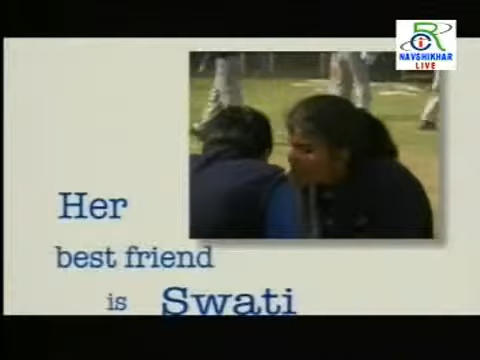 R
NAVSHIKHAR
LIVE
Her
best friend
is Swati